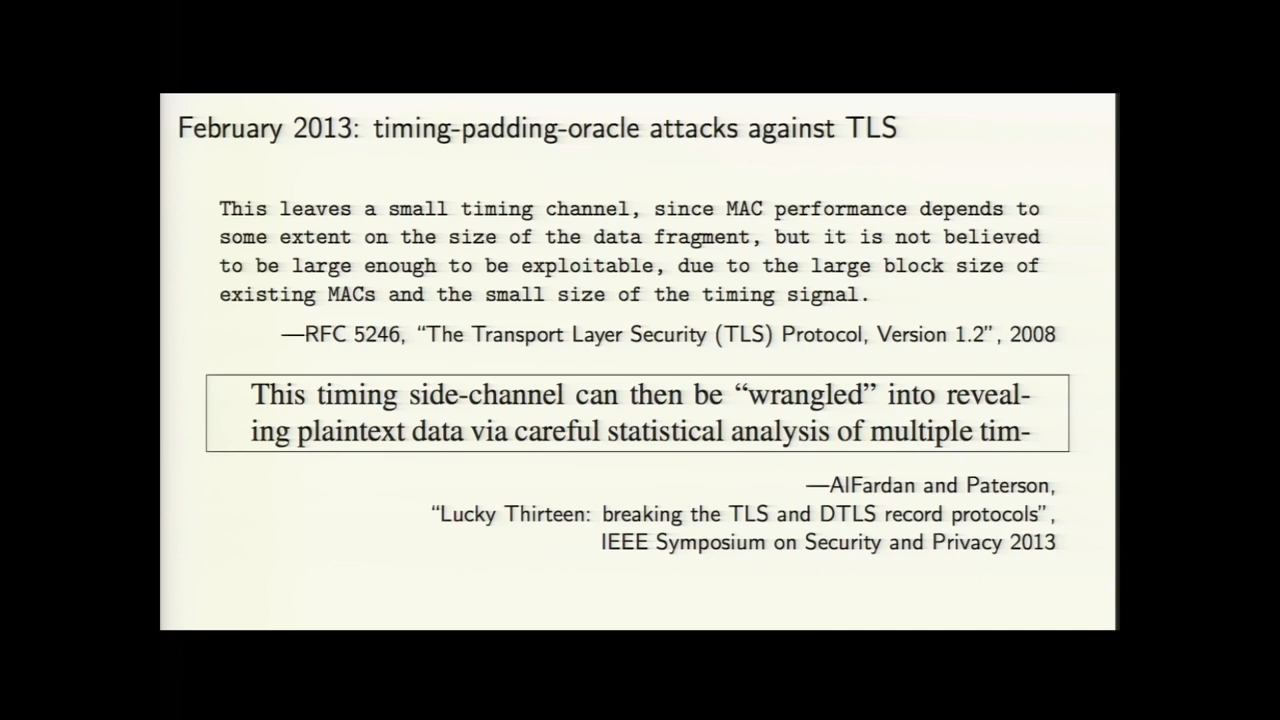 February 2013: timing-padding-oracle attacks against TLS
This leaves a small timing channel, since MAC performance depends to
some extent on the size of the data fragment, but it is not believed
to be large enough to be exploitable, due to the large block size of
existing MACs and the small size of the timing signal.
—RFC 5246, “The Transport Layer Security (TLS) Protocol, Version 1.2”, 2008
This timing side-channel can then be “wrangled” into reveal-
ing plaintext data via careful statistical analysis of multiple tim-
—AlFardan and Paterson,
“Lucky Thirteen: breaking the TLS and DTLS record protocols”,
IEEE Symposium on Security and Privacy 2013